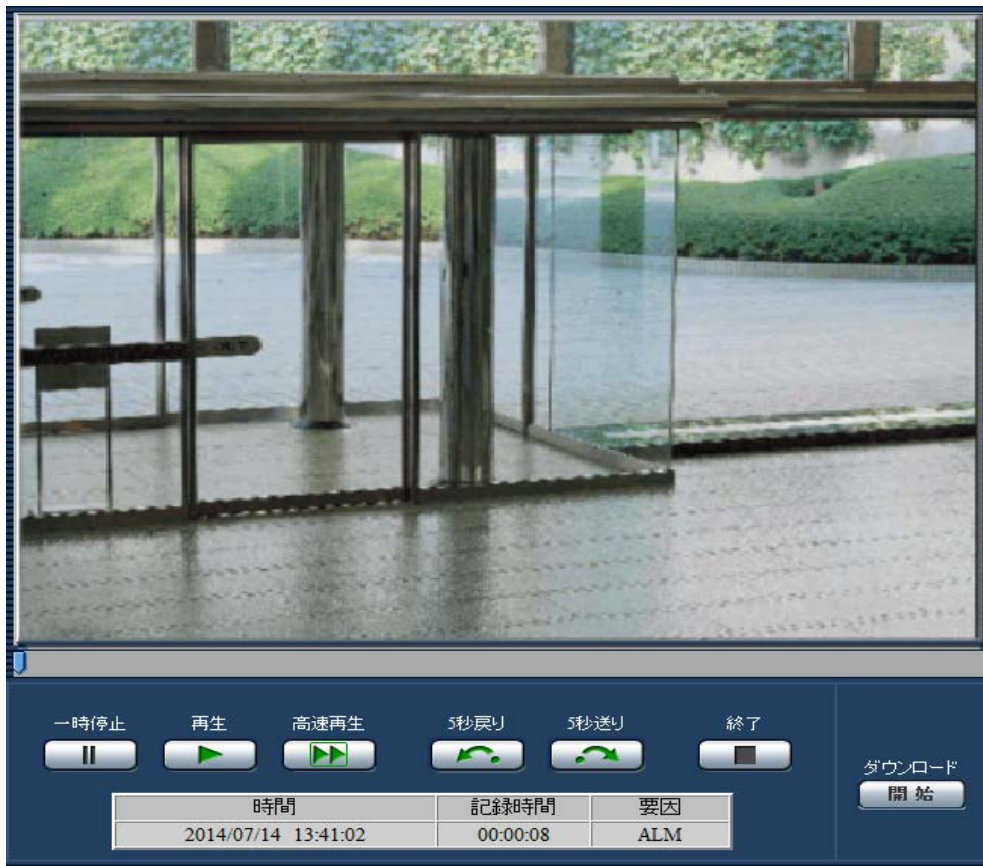 一時停止 再生 高速再生 5秒戻り 5秒送り 終了
ダウンロード
開始
時間 記録時間 要因
2014/07/14 13:41:02 00:00:08 ALM